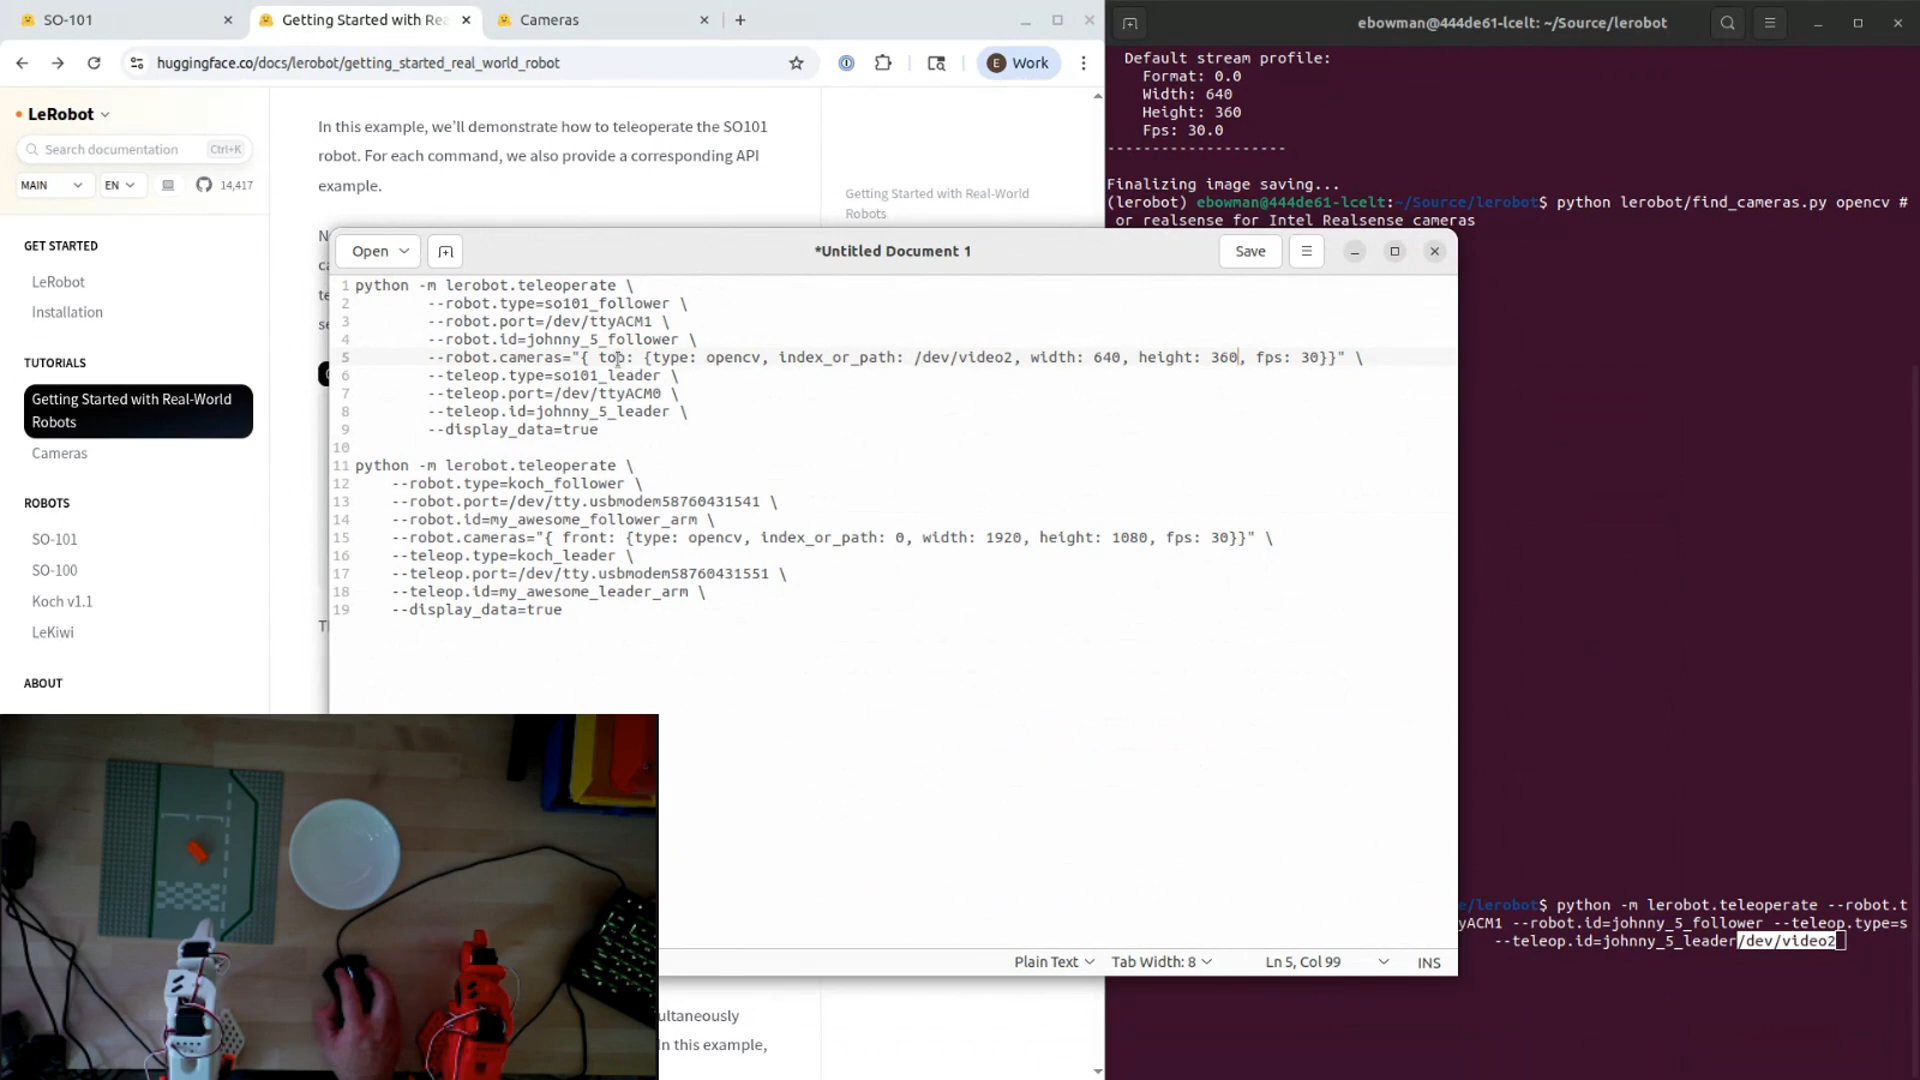 SO-101
Getting Started with Rea
Cameras
huggingface.co/docs/lerobot/getting_started_real_world_robot
E Work
LeRobot
Search documentation Ctrl+K
MAIN EN 14,417
GET STARTED
LeRobot
Installation
TUTORIALS
Getting Started with Real-World
Robots
Cameras
ROBOTS
SO-101
SO-100
Koch v1.1
LeKiwi
ABOUT
In this example, we'll demonstrate how to teleoperate the SO101
robot. For each command, we also provide a corresponding API
example.
Getting Started with Real-World
Robots
Open
*Untitled Document 1
Save
1 python -m lerobot.teleoperate \
2 --robot.type=so101_follower \
3 --robot.port=/dev/ttyACM1 \
4 --robot.id=johnny_5_follower \
5 --robot.cameras="{ top: {type: opencv, index_or_path: /dev/video2, width: 640, height: 360, fps: 30}}" \
6 --teleop.type=so101_leader \
7 --teleop.port=/dev/ttyACM0 \
8 --teleop.id=johnny_5_leader \
9 --display_data=true
10
11 python -m lerobot.teleoperate \
12 --robot.type=koch_follower \
13 --robot.port=/dev/tty.usbmodem58760431541 \
14 --robot.id=my_awesome_follower_arm \
15 --robot.cameras="{ front: {type: opencv, index_or_path: 0, width: 1920, height: 1080, fps: 30}}" \
16 --teleop.type=koch_leader \
17 --teleop.port=/dev/tty.usbmodem58760431551 \
18 --teleop.id=my_awesome_leader_arm \
19 --display_data=true
Plain Text Tab Width: 8 Ln 5, Col 99 INS
ultaneously
In this example,
ebowman@444de61-lcelt: ~/Source/lerobot
Default stream profile:
Format: 0.0
Width: 640
Height: 360
Fps: 30.0
--------------------
Finalizing image saving...
(lerobot) ebowman@444de61-lcelt:~/Source/lerobot$ python lerobot/find_cameras.py opencv #
or realsense for Intel Realsense cameras
e/lerobot$ python -m lerobot.teleoperate --robot.t
yACM1 --robot.id=johnny_5_follower --teleop.type=s
--teleop.id=johnny_5_leader/dev/video2